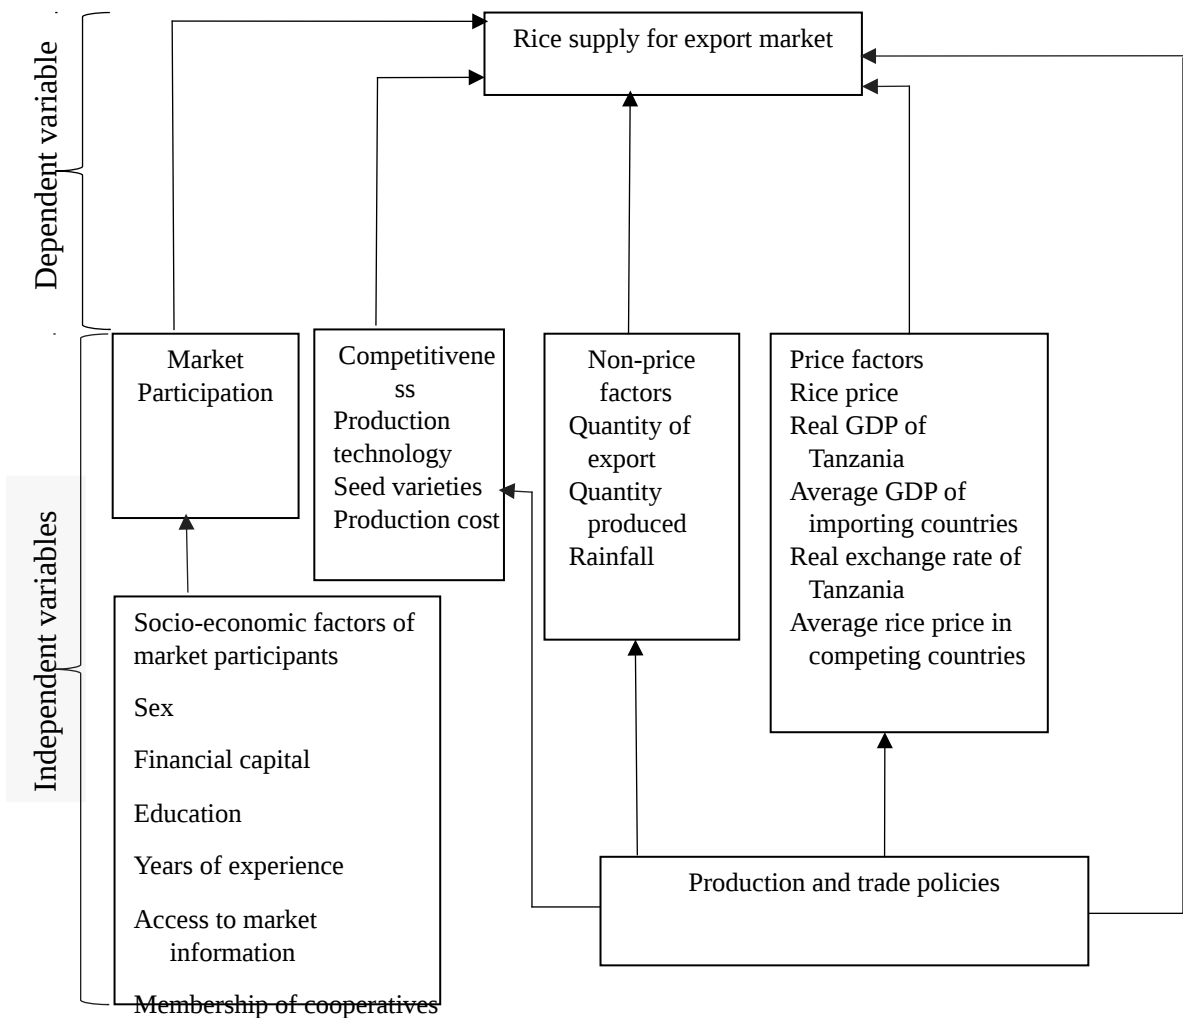 Dependent variable
Rice supply for export market
Independent variables
Market
Participation
Competitivene
ss
Production
technology
Seed varieties
Production cost
Non-price
factors
Quantity of
export
Quantity
produced
Rainfall
Price factors
Rice price
Real GDP of
Tanzania
Average GDP of
importing countries
Real exchange rate of
Tanzania
Average rice price in
competing countries
Socio-economic factors of
market participants
Sex
Financial capital
Education
Years of experience
Access to market
information
Membership of cooperatives
Production and trade policies